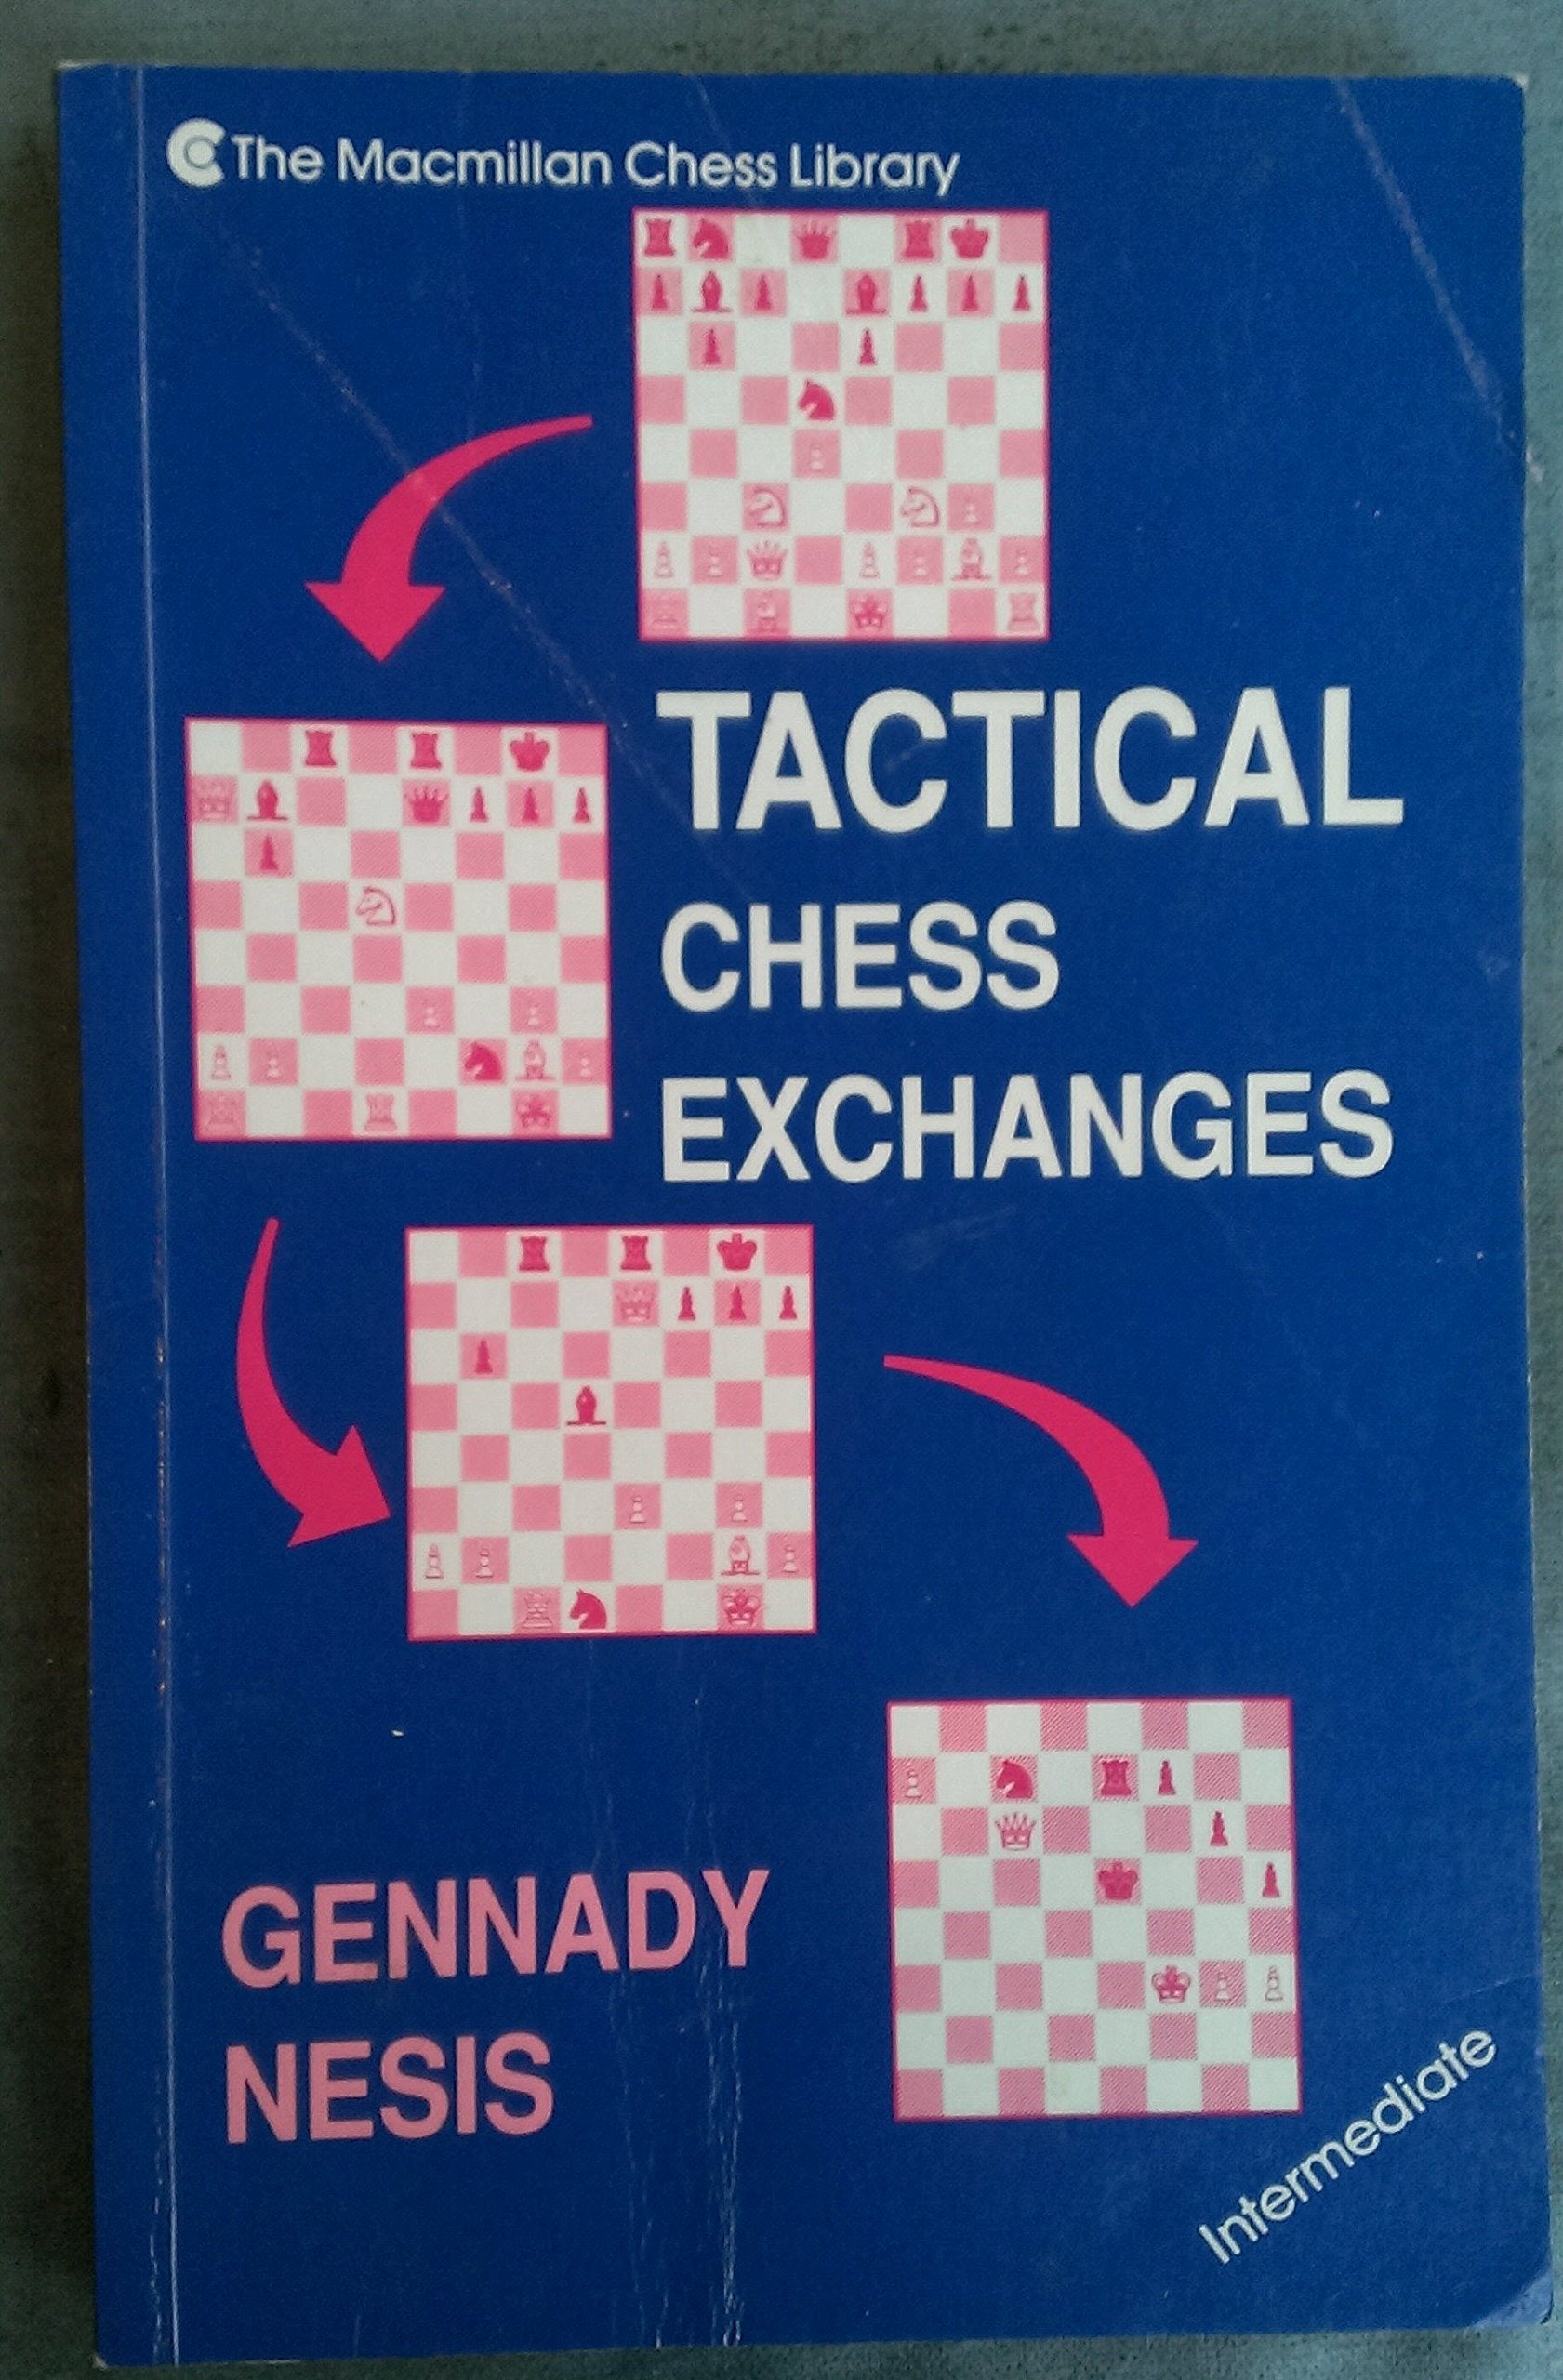 The Macmillan Chess Library
TACTICAL
CHESS
EXCHANGES
GENNADY
NESIS
Intermediate